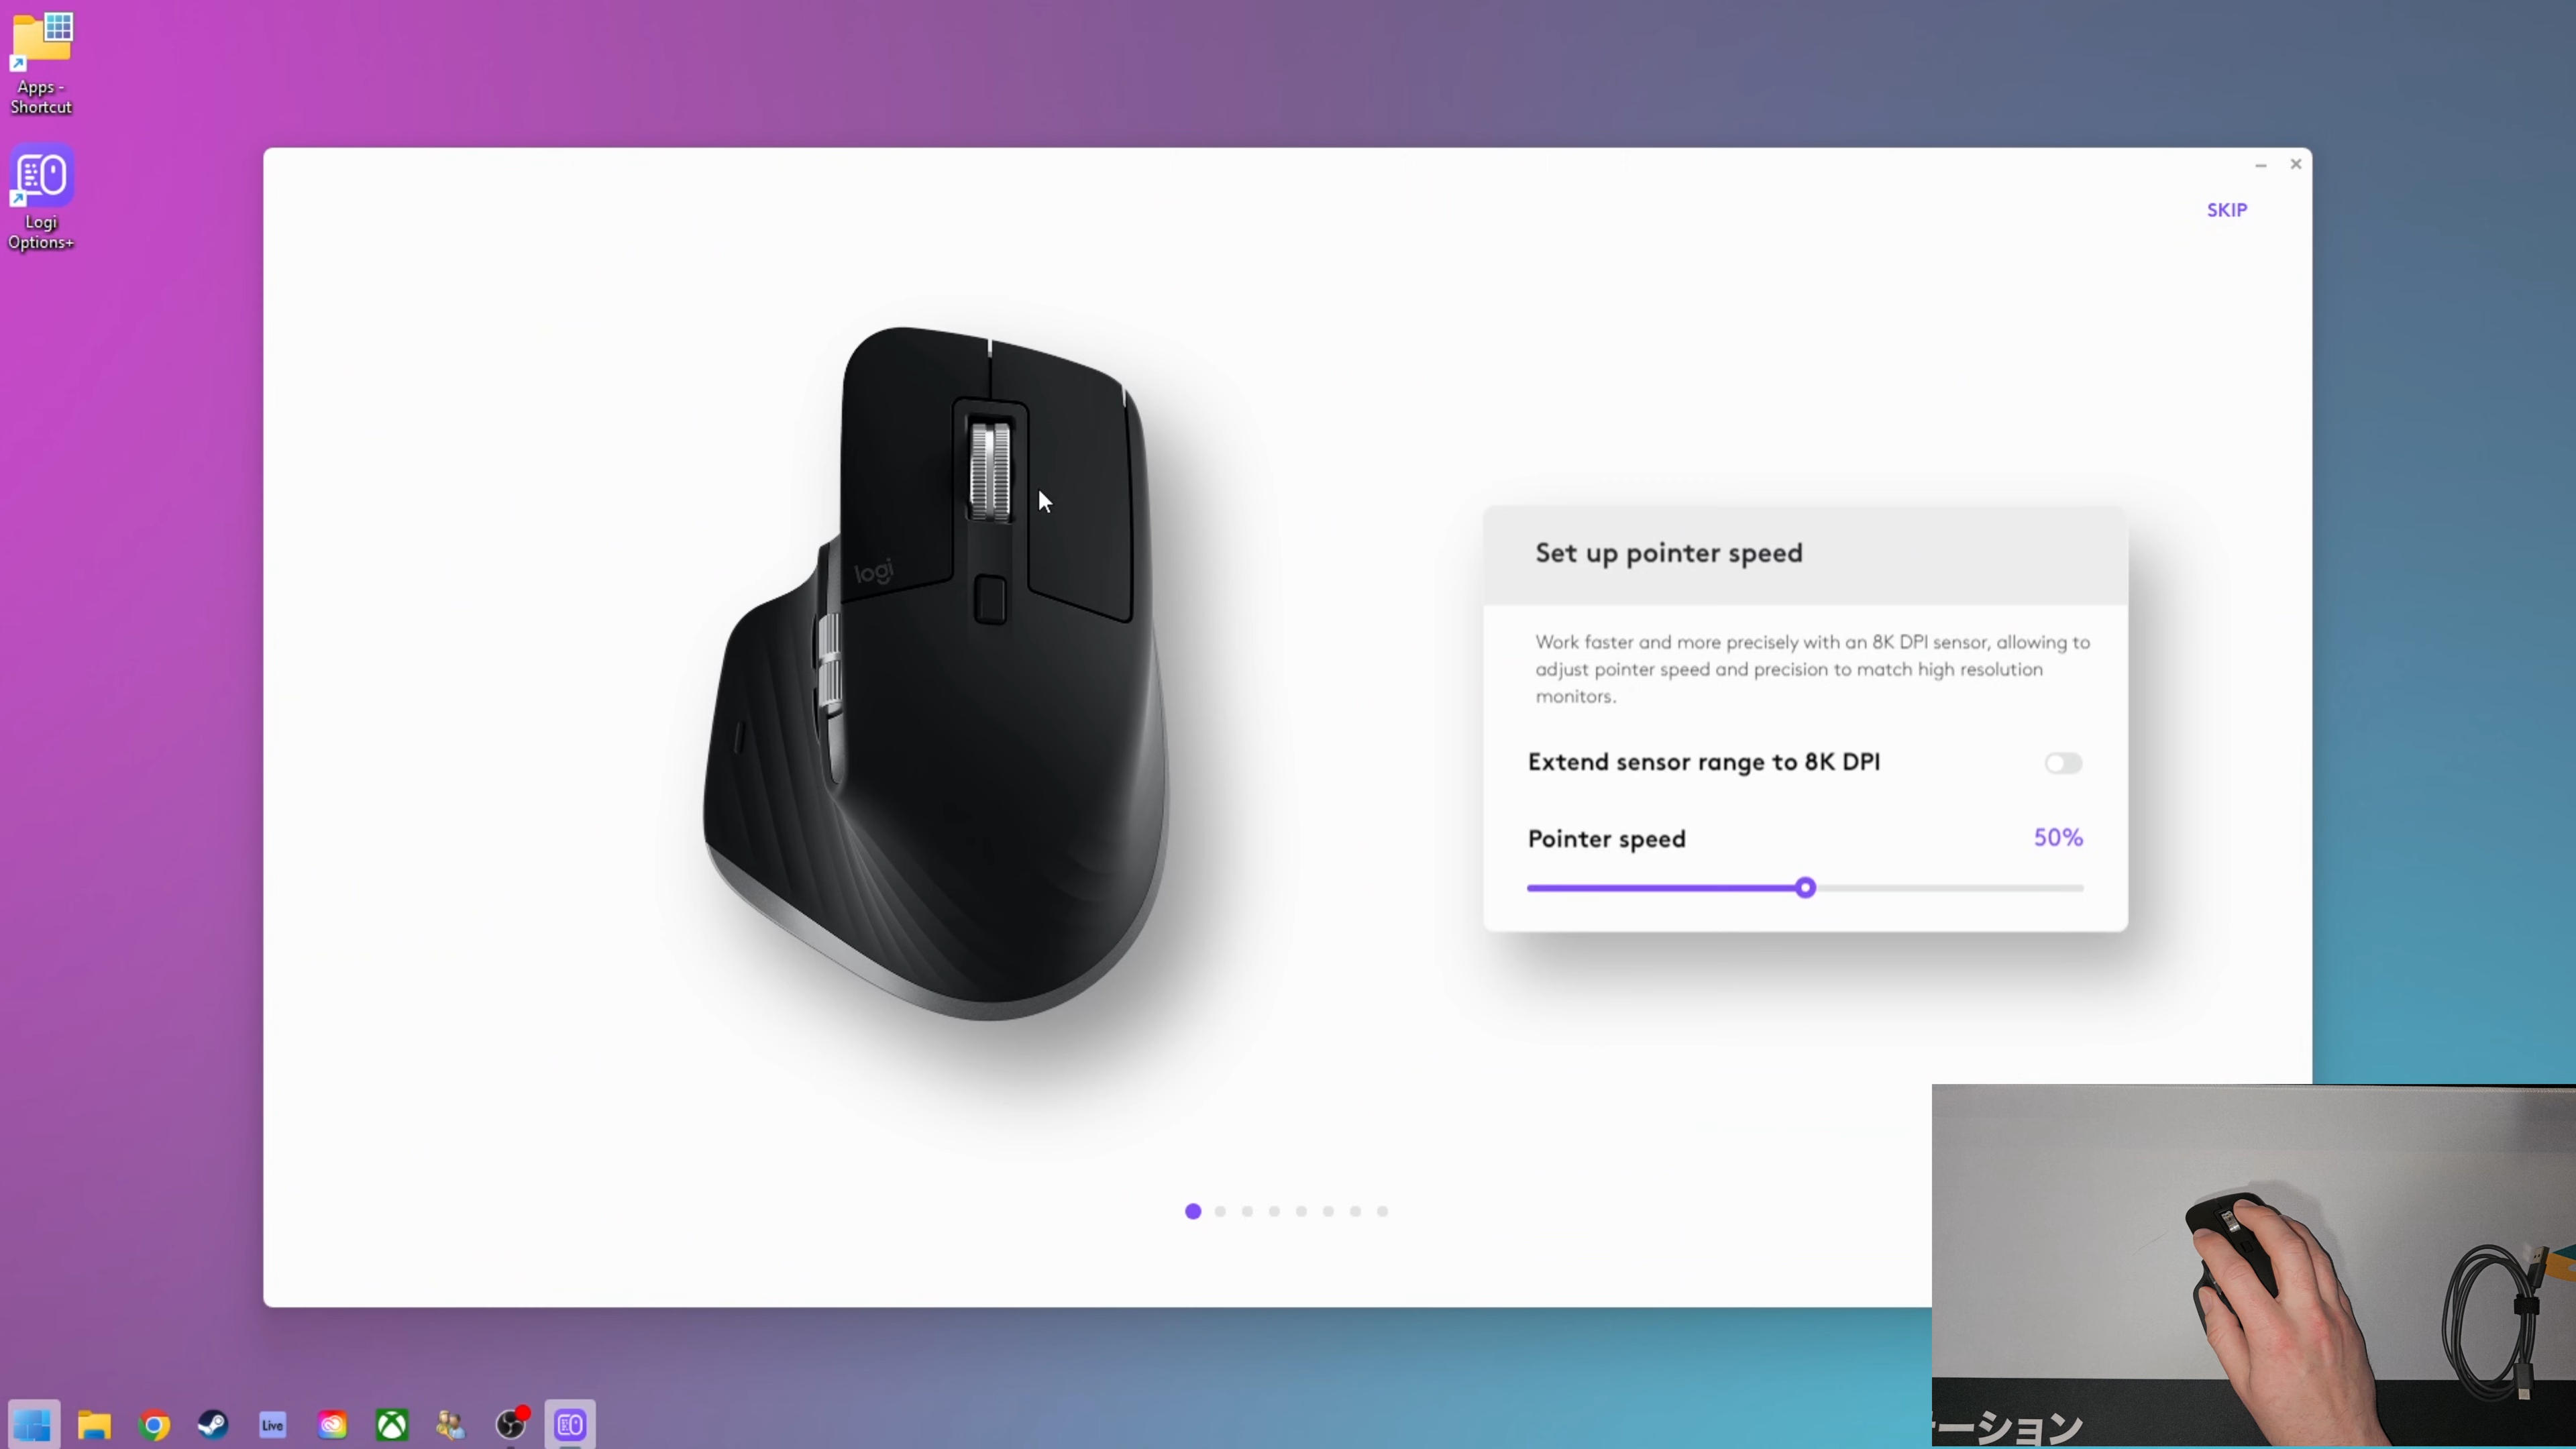 Apps -
Shortcut
Logi
Options+
SKIP
logi
Set up pointer speed
Work faster and more precisely with an 8K DPI sensor, allowing to
adjust pointer speed and precision to match high resolution
monitors.
Extend sensor range to 8K DPI
Pointer speed
50%
Live
ーション